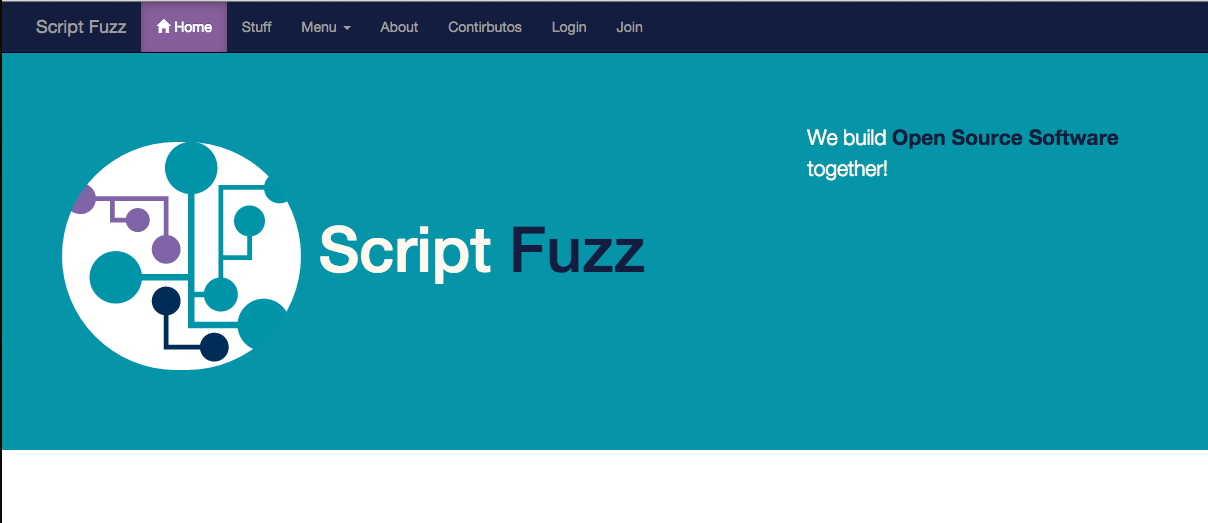 Script Fuzz Home Stuff Menu About Contirbutos Login Join
We build Open Source Software
together!
Script Fuzz